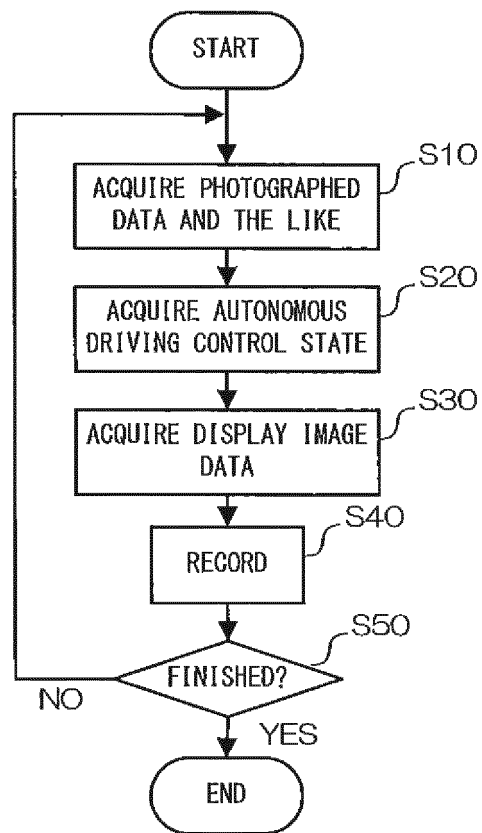 START
S10
ACQUIRE PHOTOGRAPHED
DATA AND THE LIKE
S20
ACQUIRE AUTONOMOUS
DRIVING CONTROL STATE
S30
ACQUIRE DISPLAY IMAGE
DATA
S40
RECORD
S50
FINISHED?
NO
YES
END